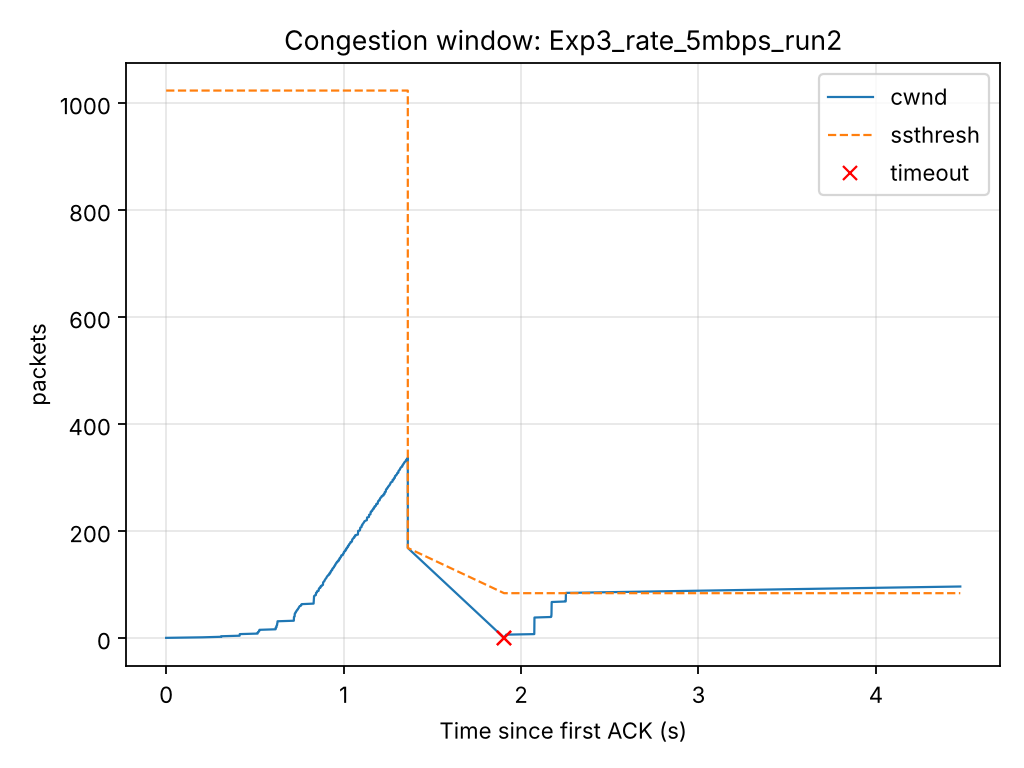 Congestion window: Exp3_rate_5mbps_run2
cwnd
ssthresh
timeout
1000
800
600
400
200
0
packets
0 1 2 3 4
Time since first ACK (s)